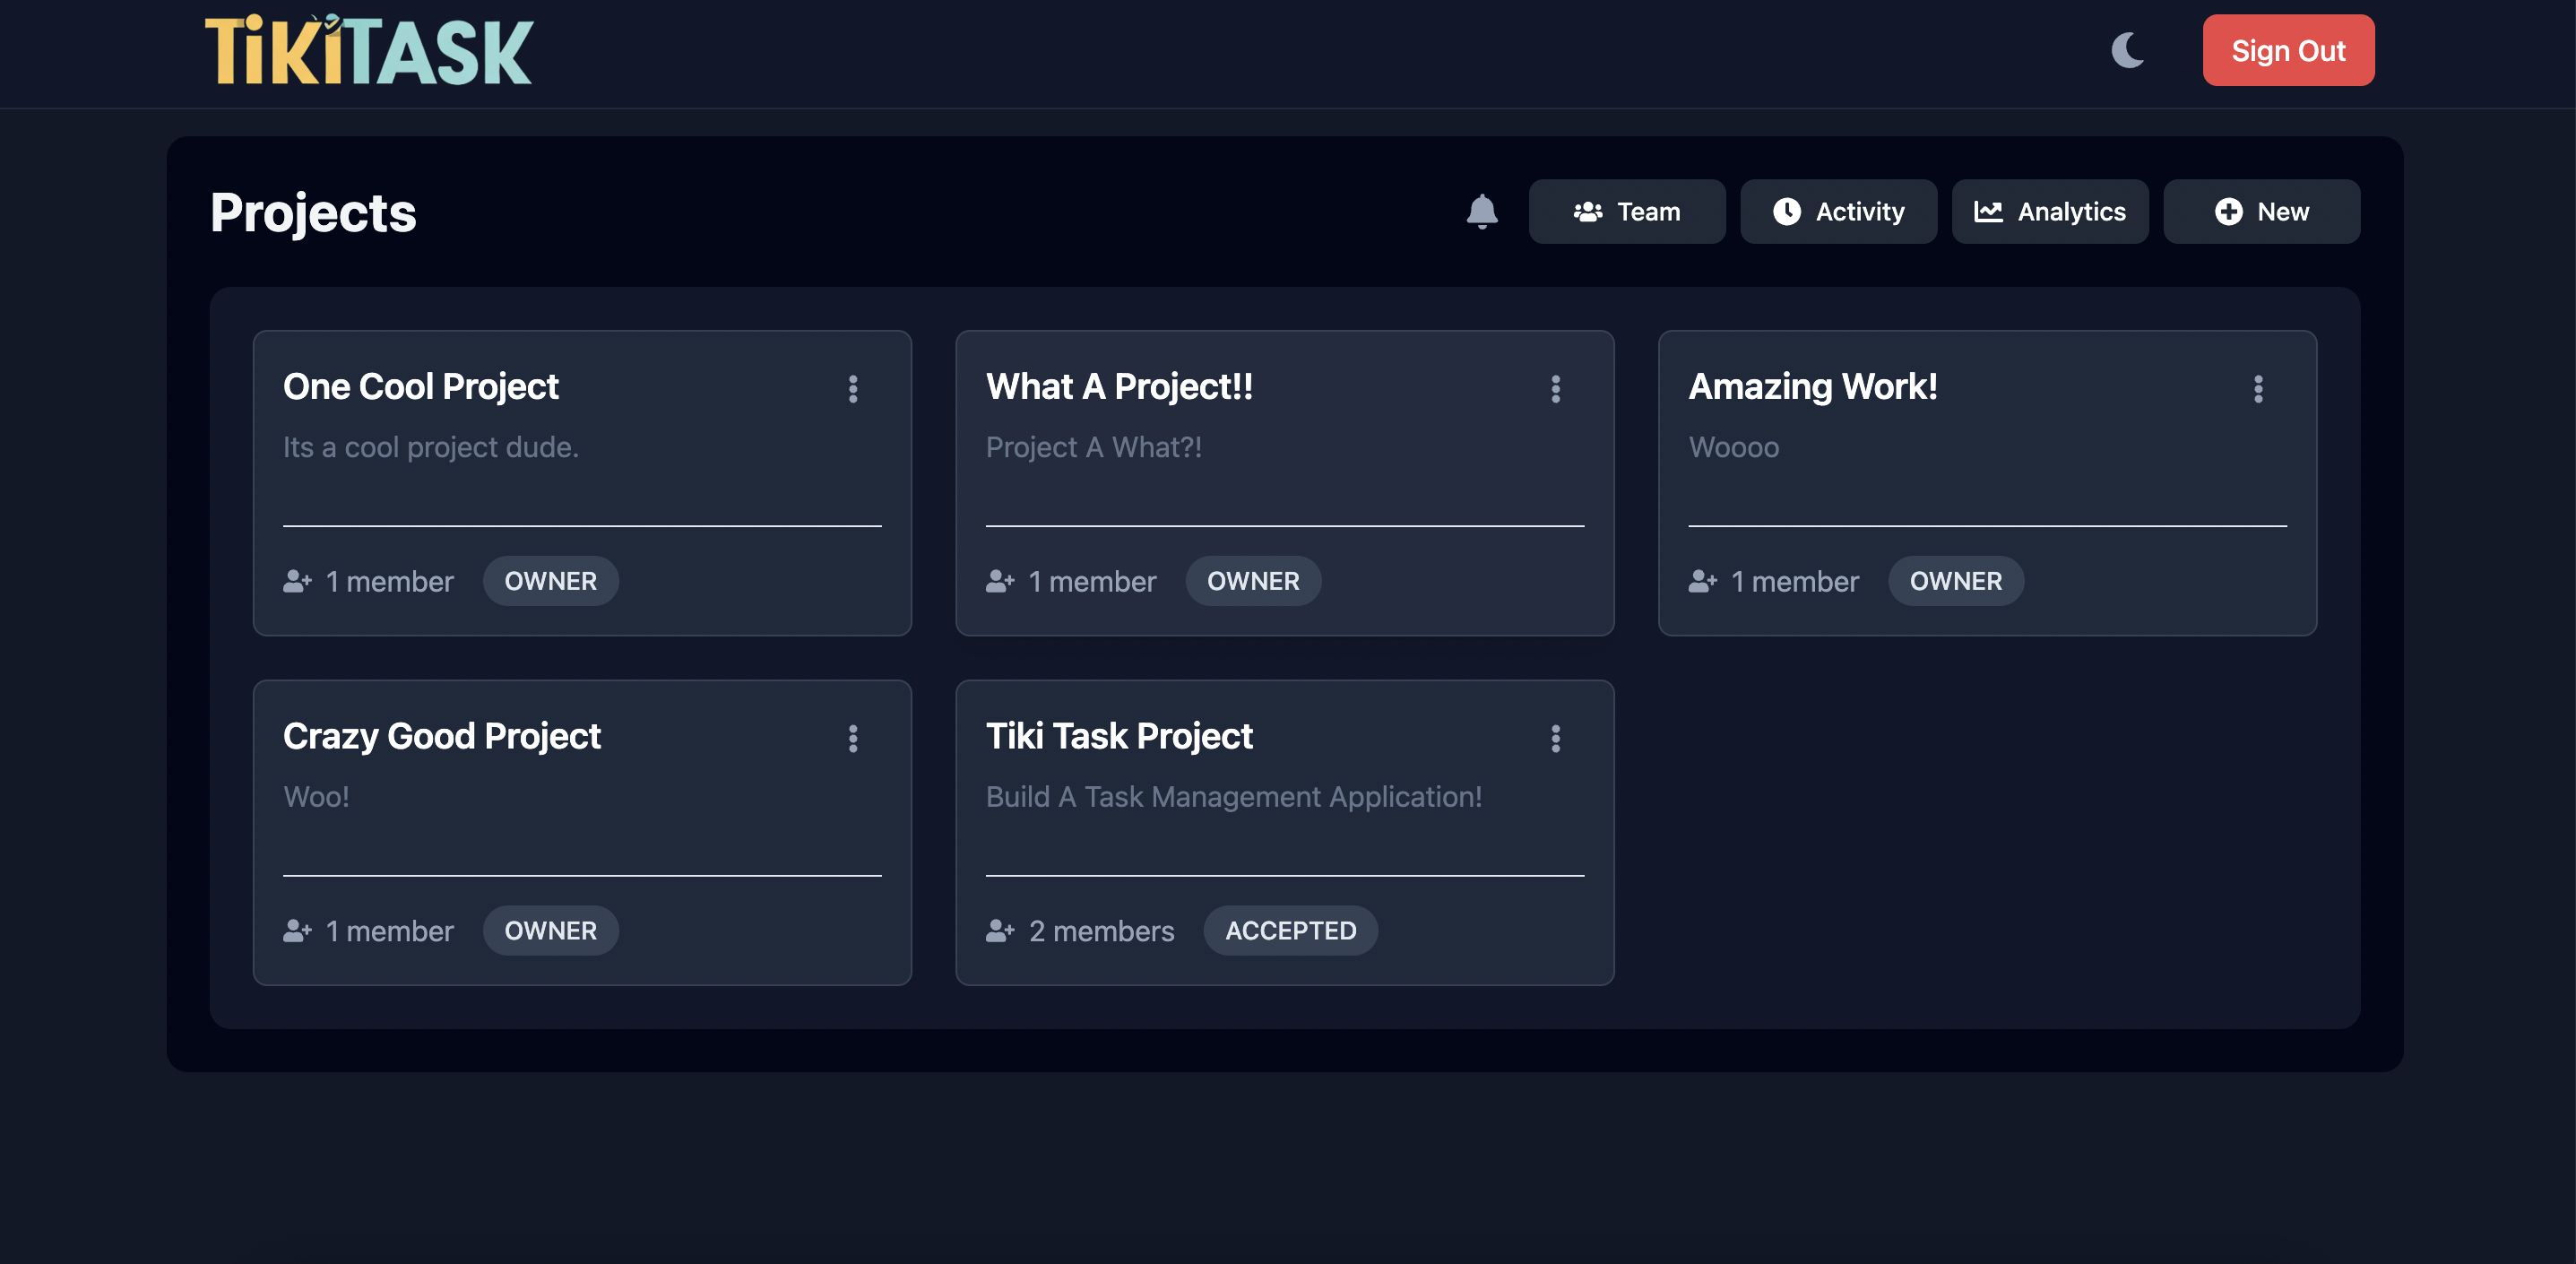 TiKiTASK
Sign Out
Projects
Team
Activity
Analytics
New
One Cool Project
Its a cool project dude.
1 member
OWNER
What A Project!!
Project A What?!
1 member
OWNER
Amazing Work!
Woooo
1 member
OWNER
Crazy Good Project
Woo!
1 member
OWNER
Tiki Task Project
Build A Task Management Application!
2 members
ACCEPTED